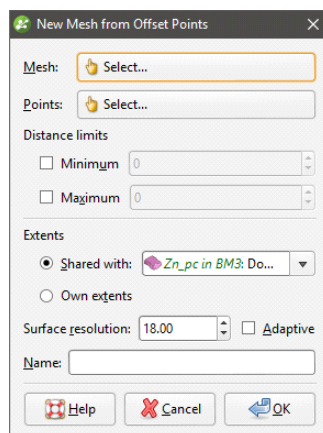 New Mesh from Offset Points
Mesh: Select...
Points: Select...
Distance limits
Minimum 0
Maximum 0
Extents
Shared with: Zn_pc in BM3: Do...
Own extents
Surface resolution: 18.00 Adaptive
Name:
Help Cancel OK